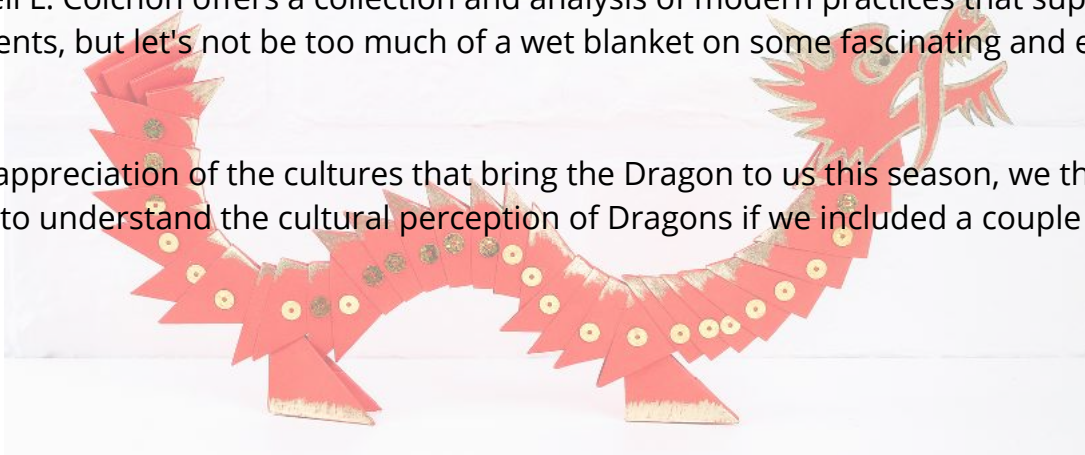 L. Colchon offers a collection and analysis of modern practices that
ents, but let's not be too much of a wet blanket on some fascinating and
appreciation of the cultures that bring the Dragon to us this season, we
to understand the cultural perception of Dragons if we included a couple